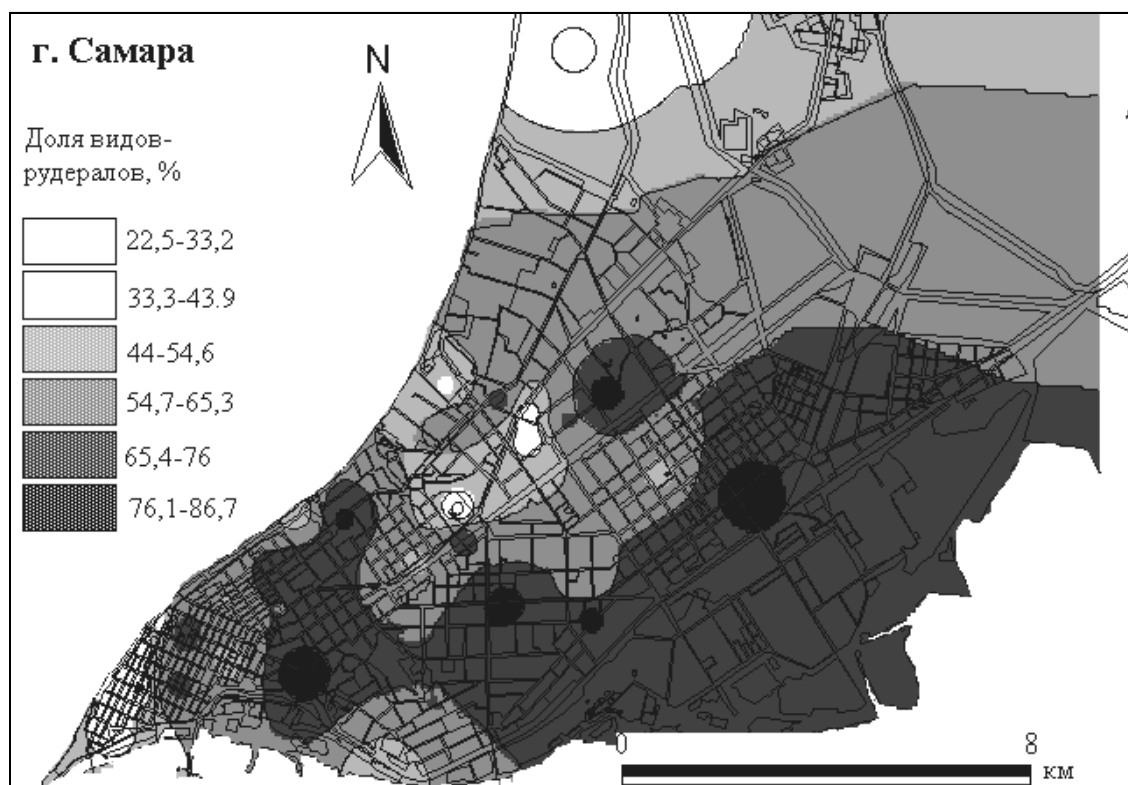 г. Самара
N
Доля видов-
рудералов, %
22,5-33,2
33,3-43.9
44-54,6
54,7-65,3
65,4-76
76,1-86,7
0 8
км